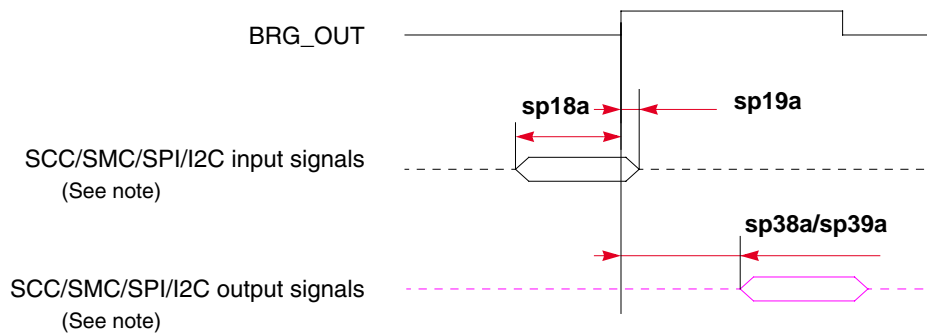 BRG_OUT
sp18a
sp19a
SCC/SMC/SPI/I2C input signals
(See note)
sp38a/sp39a
SCC/SMC/SPI/I2C output signals
(See note)